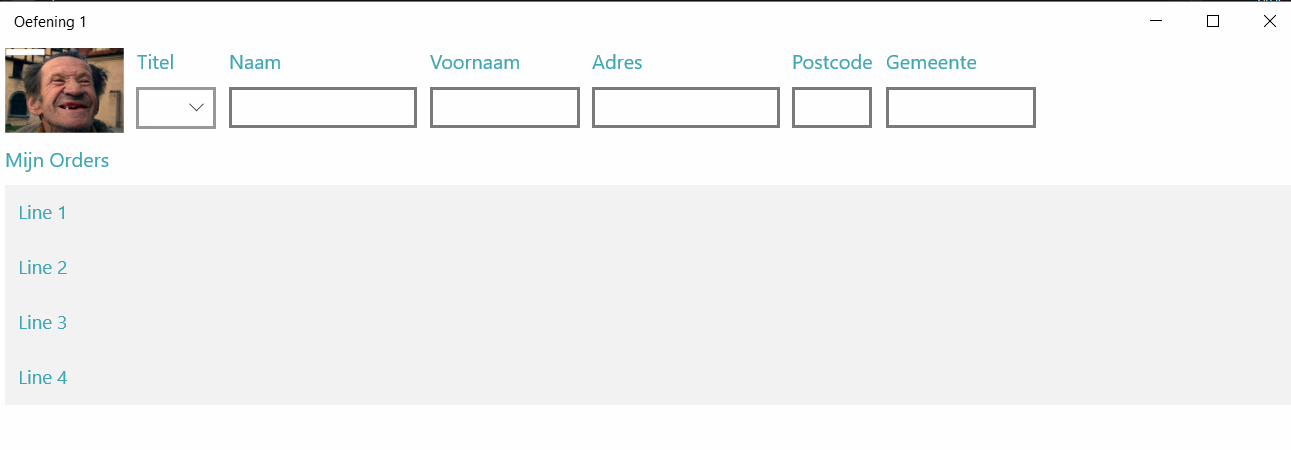 Oefening 1
Titel Naam Voornaam Adres Postcode Gemeente
Mijn Orders
Line 1
Line 2
Line 3
Line 4